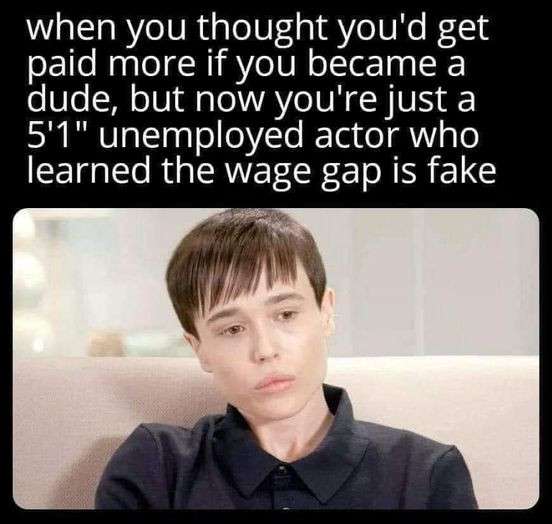 when you thought you'd get
paid more if you became a
dude, but now you're just a
5'1" unemployed actor who
learned the wage gap is fake